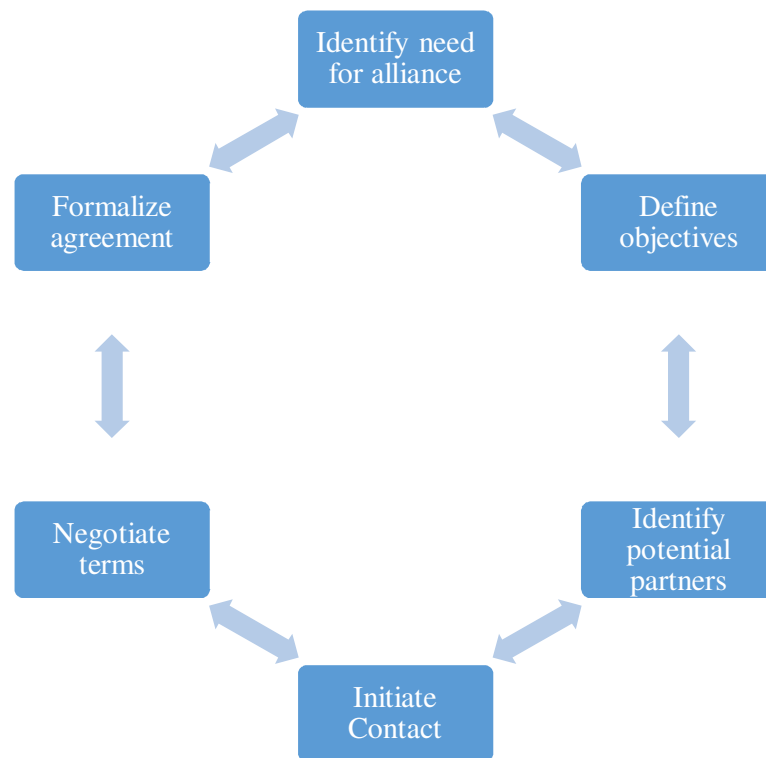 Identify need
for alliance
Define
objectives
Identify
potential
partners
Initiate
Contact
Negotiate
terms
Formalize
agreement